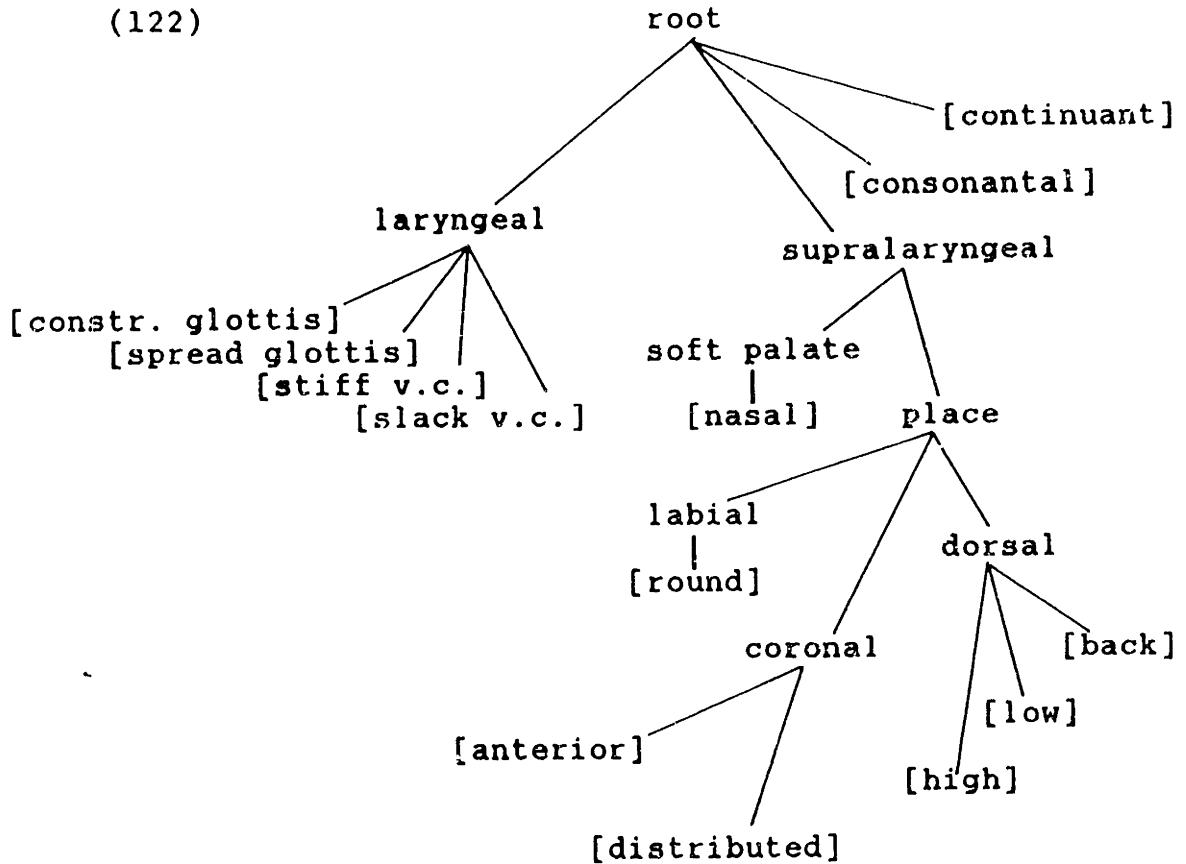 (122)
root
[continuant]
[consonantal]
laryngeal
supralaryngeal
[constr. glottis]
[spread glottis]
[stiff v.c.]
[slack v.c.]
soft palate
[nasal]
place
labial
[round]
dorsal
coronal
[back]
[low]
[anterior]
[high]
[distributed]